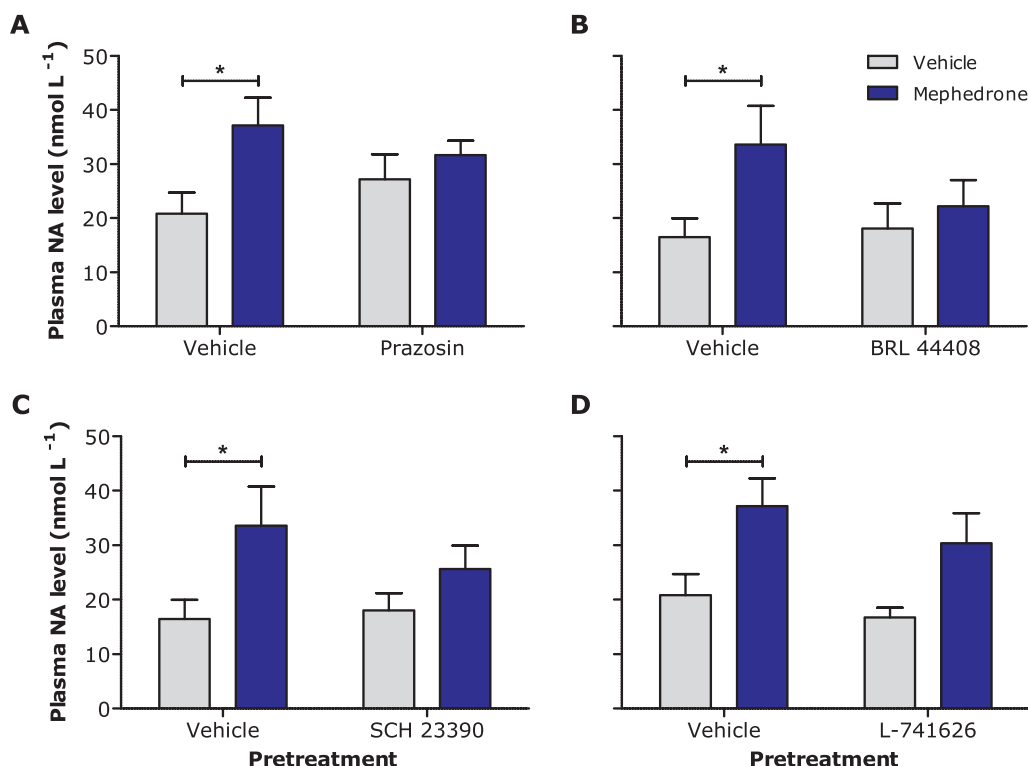 A
Plasma NA level (nmol L⁻¹)
50
40
30
20
10
0
*
Vehicle
Prazosin
B
*
Vehicle
Mephedrone
Vehicle
BRL 44408
C
Plasma NA level (nmol L⁻¹)
50
40
30
20
10
0
*
Vehicle
SCH 23390
Pretreatment
D
*
Vehicle
L-741626
Pretreatment